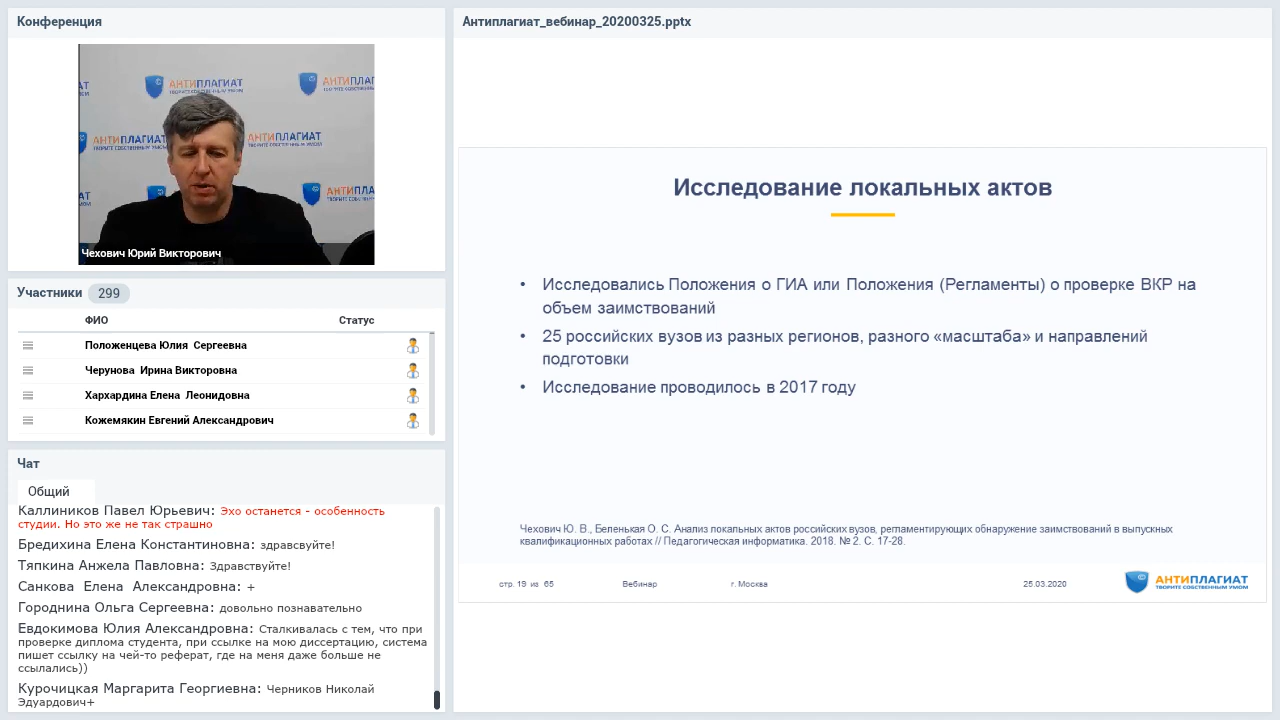 Конференция
АНТИПЛАГИАТ
АНТИПЛАГИАТ
АНТИПЛАГИАТ
Чехович Юрий Викторович
Участники 299
ФИО Статус
Положенцева Юлия Сергеевна
Черунова Ирина Викторовна
Хархардина Елена Леонидовна
Кожемякин Евгений Александрович
Чат
Общий
Каллиников Павел Юрьевич: Эхо останется - особенность
студии. Но это же не так страшно
Бредихина Елена Константиновна: здравсвуйте!
Тяпкина Анжела Павловна: Здравствуйте!
Санкова Елена Александровна: +
Городнина Ольга Сергеевна: довольно познавательно
Евдокимова Юлия Александровна: Сталкивалась с тем, что при
проверке диплома студента, при ссылке на мою диссертацию, система
пишет ссылку на чей-то реферат, где на меня даже больше не
ссылались))
Курочицкая Маргарита Георгиевна: Черников Николай
Эдуардович+
Антиплагиат_вебинар_20200325.pptx
Исследование локальных актов
• Исследовались Положения о ГИА или Положения (Регламенты) о проверке ВКР на
объем заимствований
• 25 российских вузов из разных регионов, разного «масштаба» и направлений
подготовки
• Исследование проводилось в 2017 году
Чехович Ю. В., Беленькая О. С. Анализ локальных актов российских вузов, регламентирующих обнаружение заимствований в выпускных
квалификационных работах // Педагогическая информатика. 2018. № 2. С. 17-28.
стр. 19 из 65 Вебинар г. Москва 25.03.2020
АНТИПЛАГИАТ
ТВОРИТЕ СОБСТВЕННЫМ УМОМ